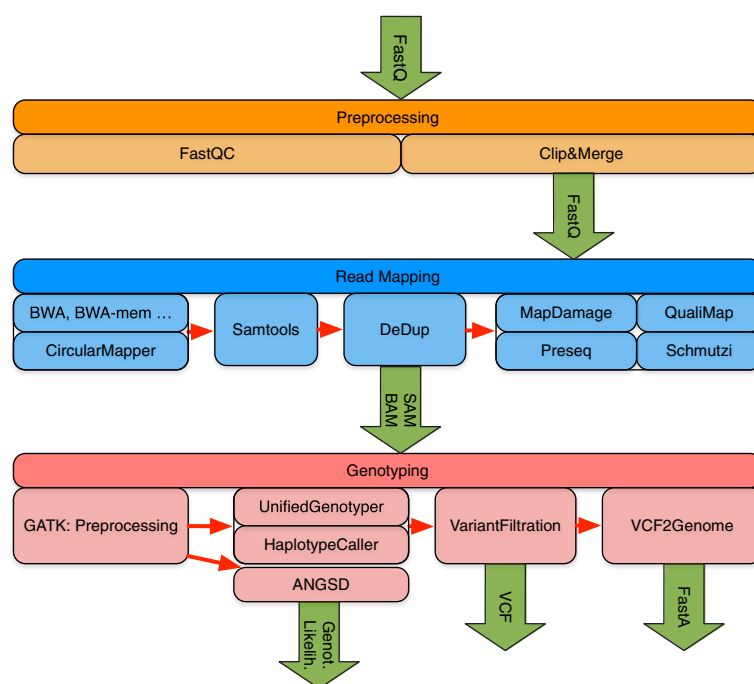 FastQ
Preprocessing
FastQC
Clip&Merge
FastQ
Read Mapping
BWA, BWA-mem ...
CircularMapper
Samtools
DeDup
MapDamage
QualiMap
Preseq
Schmutzi
SAM
BAM
Genotyping
GATK: Preprocessing
UnifiedGenotyper
HaplotypeCaller
ANGSD
VariantFiltration
VCF2Genome
Genot.
Likelih.
VCF
FastA